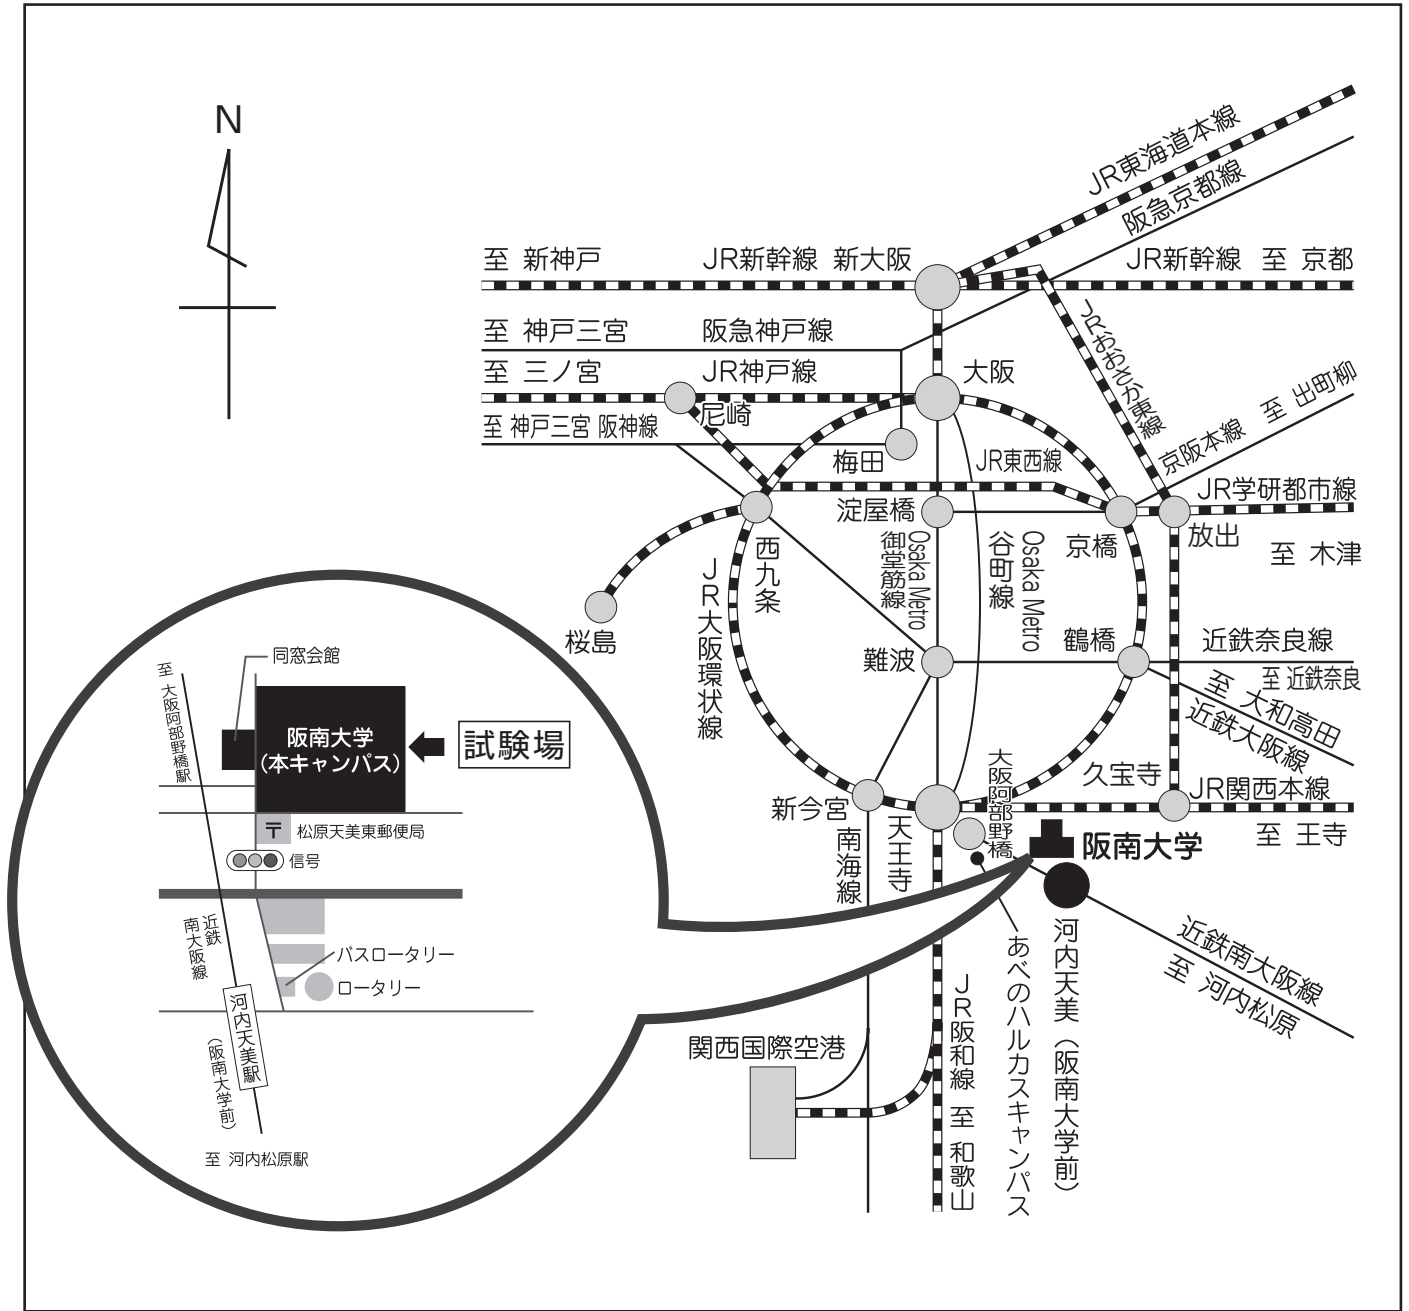 N
JR東海道本線
阪急京都線
至 新神戸 JR新幹線 新大阪
JR新幹線 至 京都
至 神戸三宮 阪急神戸線
至 三ノ宮 JR神戸線
大阪
尼崎
至 神戸三宮 阪神線
梅田
JRおおさか東線
京阪本線 至 出町柳
JR東西線
JR学研都市線
淀屋橋
京橋
放出
至 木津
西九条
Osaka Metro
御堂筋線
Osaka Metro
谷町線
JR大阪環状線
桜島
難波
鶴橋
近鉄奈良線
至 近鉄奈良
至 大和高田
近鉄大阪線
大阪阿部野橋
久宝寺
JR関西本線
至 王寺
新今宮
天王寺
南海線
阪南大学
河内天美（阪南大学前）
あべのハルカスキャンパス
近鉄南大阪線
至 河内松原
JR阪和線 至 和歌山
関西国際空港
至 大阪阿部野橋駅
同窓会館
阪南大学
（本キャンパス）
試験場
〒 松原天美東郵便局
信号
近鉄
南大阪線
バスロータリー
ロータリー
河内天美駅
（阪南大学前）
至 河内松原駅